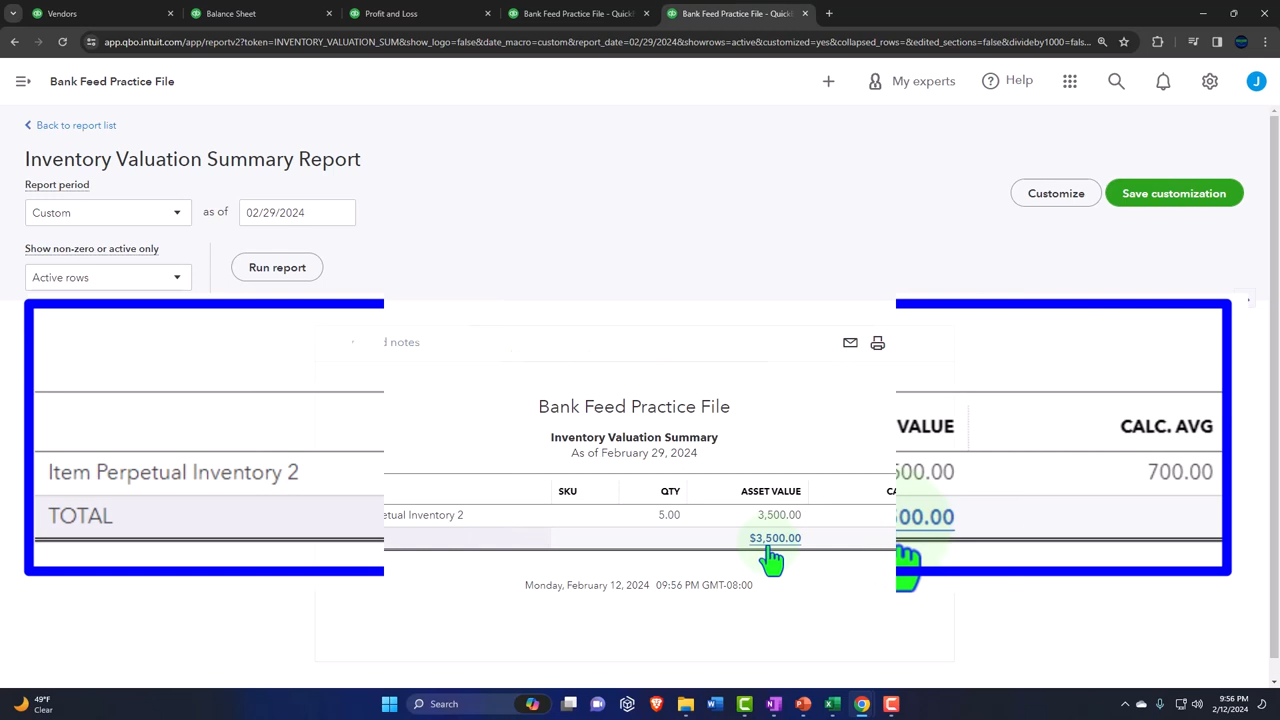 Vendors
Balance Sheet
Profit and Loss
Bank Feed Practice File - Quick
Bank Feed Practice File - Quick
app.qbo.intuit.com/app/reportv2?token=INVENTORY_VALUATION_SUM&show_logo=false&date_macro=custom&report_date=02/29/2024&showrows=active&customized=yes&collapsed_rows=&edited_sections=false&divideby1000=fals...
Bank Feed Practice File
My experts
Help
J
Back to report list
Inventory Valuation Summary Report
Report period
Custom
as of
02/29/2024
Customize
Save customization
Show non-zero or active only
Active rows
Run report
d notes
Bank Feed Practice File
Inventory Valuation Summary
As of February 29, 2024
VALUE
CALC. AVG
SKU
QTY
ASSET VALUE
CA
Item Perpetual Inventory 2
500.00
700.00
etual Inventory 2
5.00
3,500.00
TOTAL
500.00
$3,500.00
Monday, February 12, 2024 09:56 PM GMT-08:00
49°F
Clear
Search
9:56 PM
2/12/2024